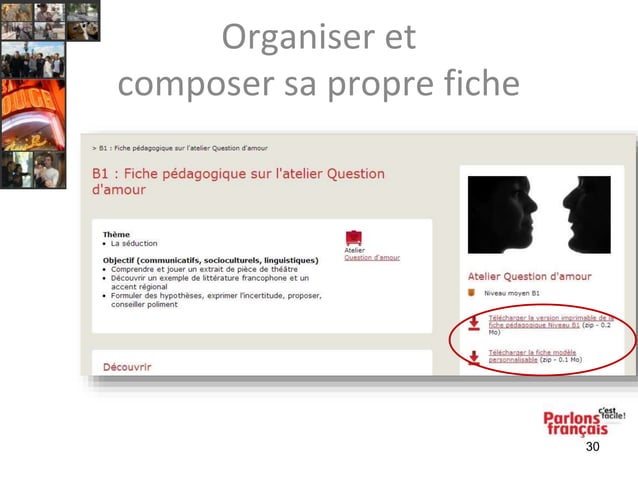 Organiser et
composer sa propre fiche
> B1 : Fiche pédagogique sur l'atelier Question d'amour
B1 : Fiche pédagogique sur l'atelier Question
d'amour
Thème
• La séduction
Objectif (communicatifs, socioculturels, linguistiques)
• Comprendre et jouer un extrait de pièce de théâtre
• Découvrir un exemple de littérature francophone et un
accent régional
• Formuler des hypothèses, exprimer l'incertitude, proposer,
conseiller poliment
Atelier
Question d'amour
Découvrir
Atelier Question d'amour
Niveau moyen B1
Télécharger la version imprimable de la
fiche pédagogique Niveau B1 (zip - 0.2
Mo)
Télécharger la fiche modèle
personnalisable (zip - 0.1 Mo)
Parlons c'est
français facile!
30